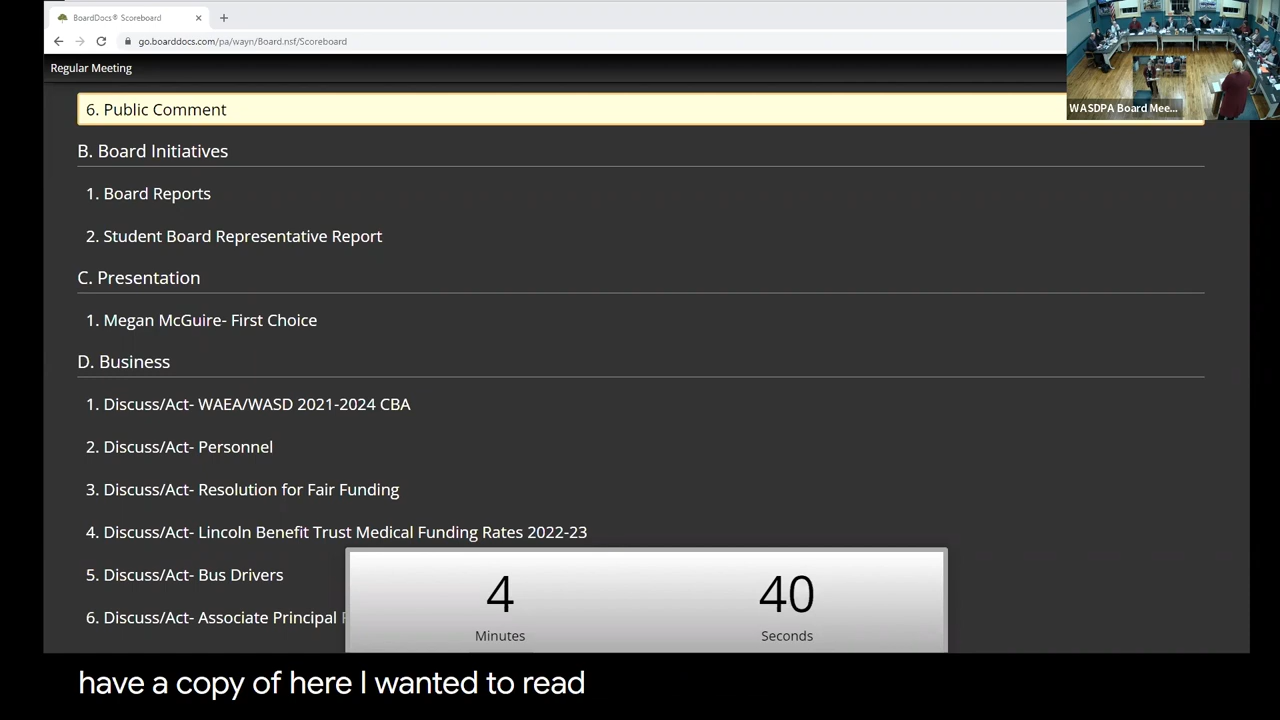 BoardDocs® Scoreboard
go.boarddocs.com/pa/wayn/Board.nsf/Scoreboard
Regular Meeting
WASDPA Board Mee...
6. Public Comment
B. Board Initiatives
1. Board Reports
2. Student Board Representative Report
C. Presentation
1. Megan McGuire- First Choice
D. Business
1. Discuss/Act- WAEA/WASD 2021-2024 CBA
2. Discuss/Act- Personnel
3. Discuss/Act- Resolution for Fair Funding
4. Discuss/Act- Lincoln Benefit Trust Medical Funding Rates 2022-23
5. Discuss/Act- Bus Drivers
6. Discuss/Act- Associate Principal
4 40
Minutes Seconds
have a copy of here I wanted to read